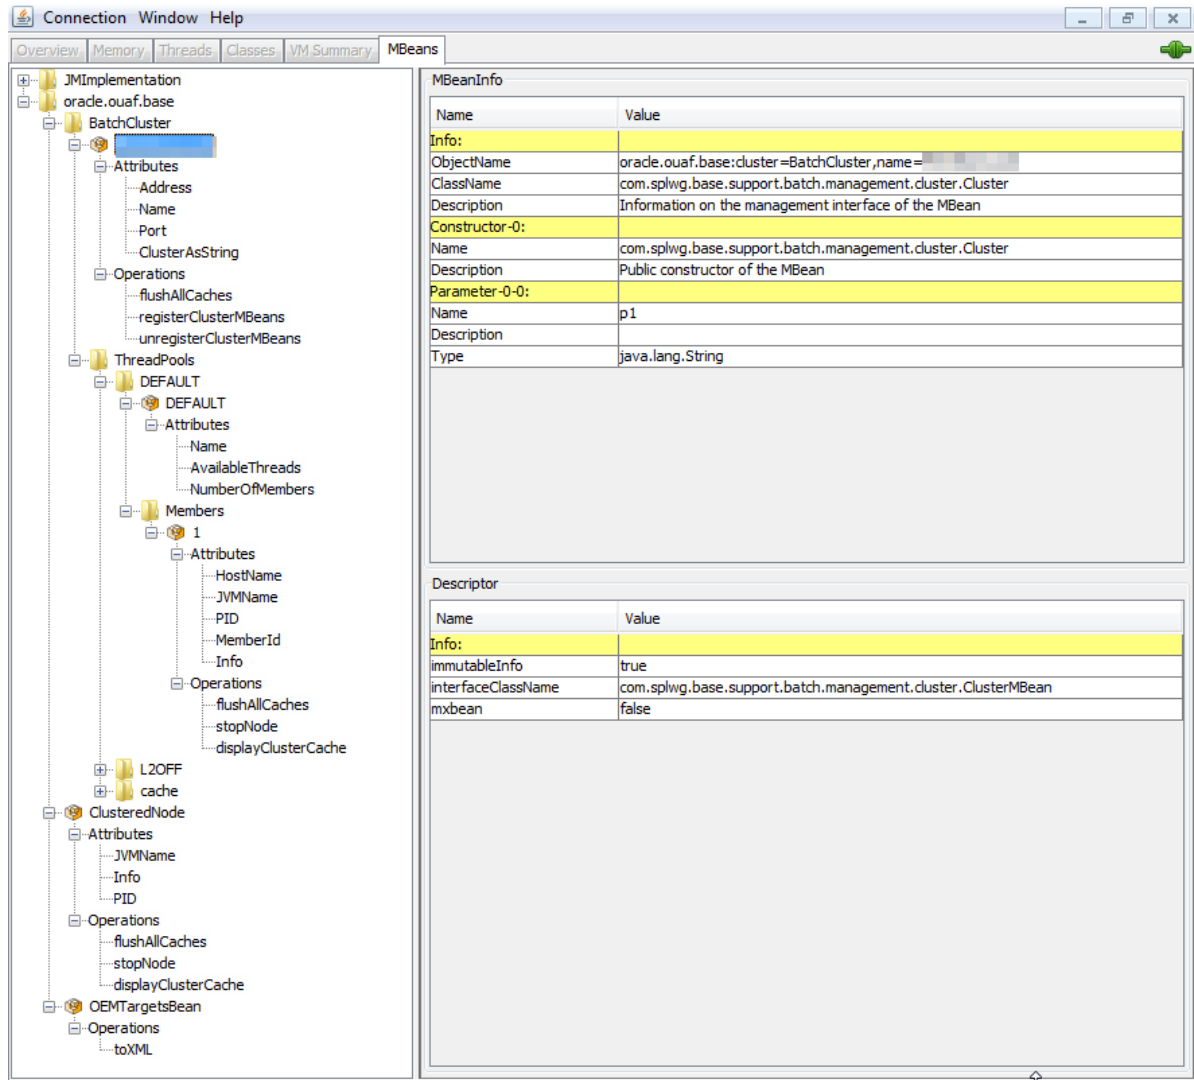 Connection Window Help
Overview Memory Threads Classes VM Summary MBeans
JMImplementation
oracle.ouaf.base
BatchCluster
Attributes
Address
Name
Port
ClusterAsString
Operations
flushAllCaches
registerClusterMBeans
unregisterClusterMBeans
ThreadPools
DEFAULT
DEFAULT
Attributes
Name
AvailableThreads
NumberOfMembers
Members
1
Attributes
HostName
JVMName
PID
MemberId
Info
Operations
flushAllCaches
stopNode
displayClusterCache
L2OFF
cache
ClusteredNode
Attributes
JVMName
Info
PID
Operations
flushAllCaches
stopNode
displayClusterCache
OEMTargetsBean
Operations
toXML
MBeanInfo
Name Value
Info:
ObjectName oracle.ouaf.base:cluster=BatchCluster,name=
ClassName com.splwg.base.support.batch.management.cluster.Cluster
Description Information on the management interface of the MBean
Constructor-0:
Name com.splwg.base.support.batch.management.cluster.Cluster
Description Public constructor of the MBean
Parameter-0-0:
Name p1
Description
Type java.lang.String
Descriptor
Name Value
Info:
immutableInfo true
interfaceClassName com.splwg.base.support.batch.management.cluster.ClusterMBean
mxbean false